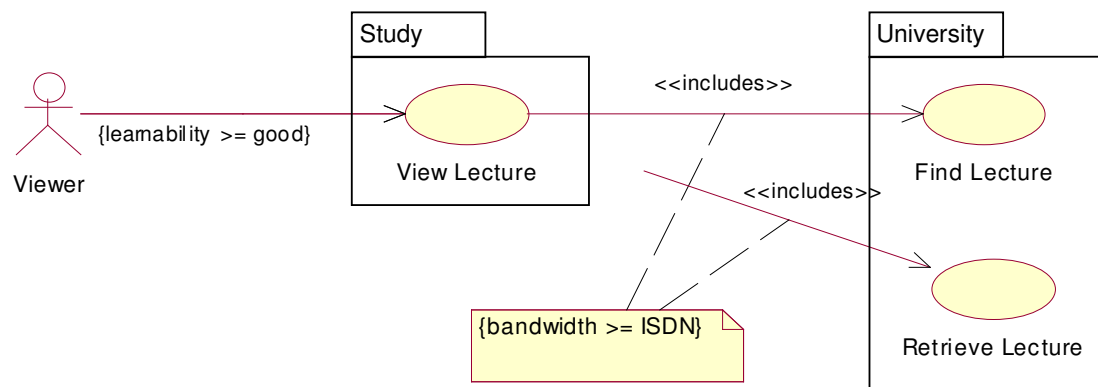 Study
University
<<includes>>
{learnability >= good}
View Lecture
Find Lecture
Viewer
<<includes>>
{bandwidth >= ISDN}
Retrieve Lecture